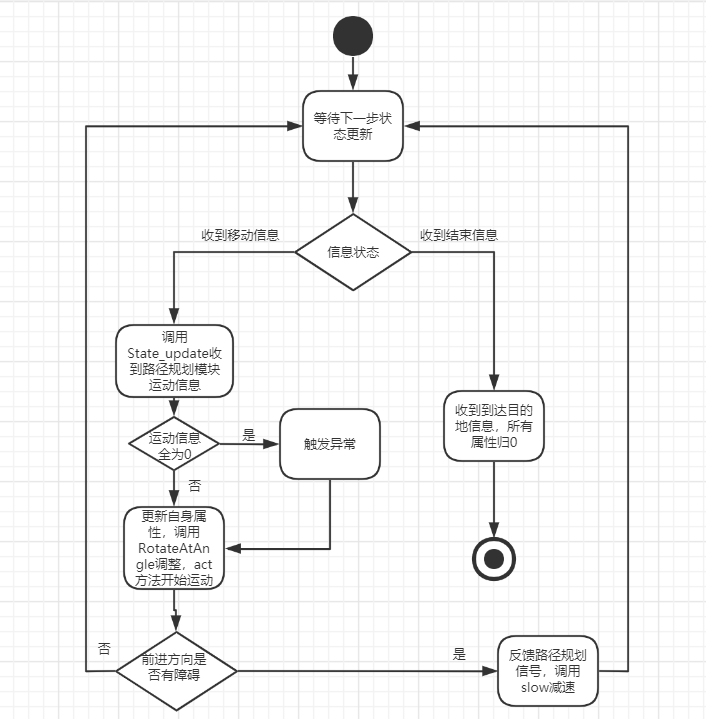 等待下一步状
态更新
收到移动信息
信息状态
收到结束信息
调用
State_update收
到路径规划模块
运动信息
收到到达目的
地信息，所有
属性归0
运动信息
全为0
是
触发异常
否
更新自身属
性，调用
RotateAtAn
gle调整，act
方法开始运动
否
前进方向是
否有障碍
是
反馈路径规划
信号，调用
slow减速